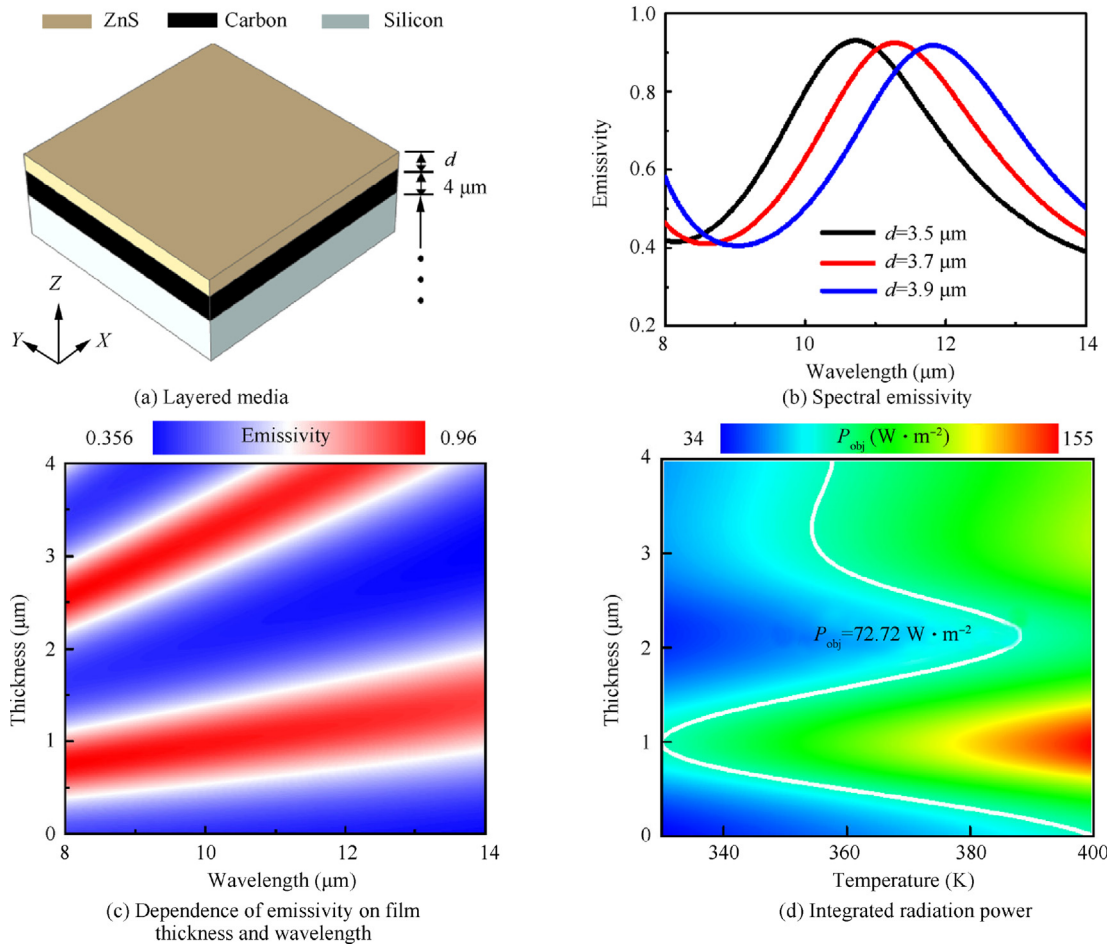 ZnS Carbon Silicon
d
4 μm
Z
Y X
(a) Layered media
1.0
0.8
Emissivity
0.6
0.4
0.2
d=3.5 μm
d=3.7 μm
d=3.9 μm
8 10 12 14
Wavelength (μm)
(b) Spectral emissivity
0.356 Emissivity 0.96
4
3
Thickness (μm)
2
1
0
8 10 12 14
Wavelength (μm)
(c) Dependence of emissivity on film
thickness and wavelength
34 Pobj (W · m−2) 155
4
3
Thickness (μm)
2
1
0
Pobj=72.72 W · m−2
340 360 380 400
Temperature (K)
(d) Integrated radiation power